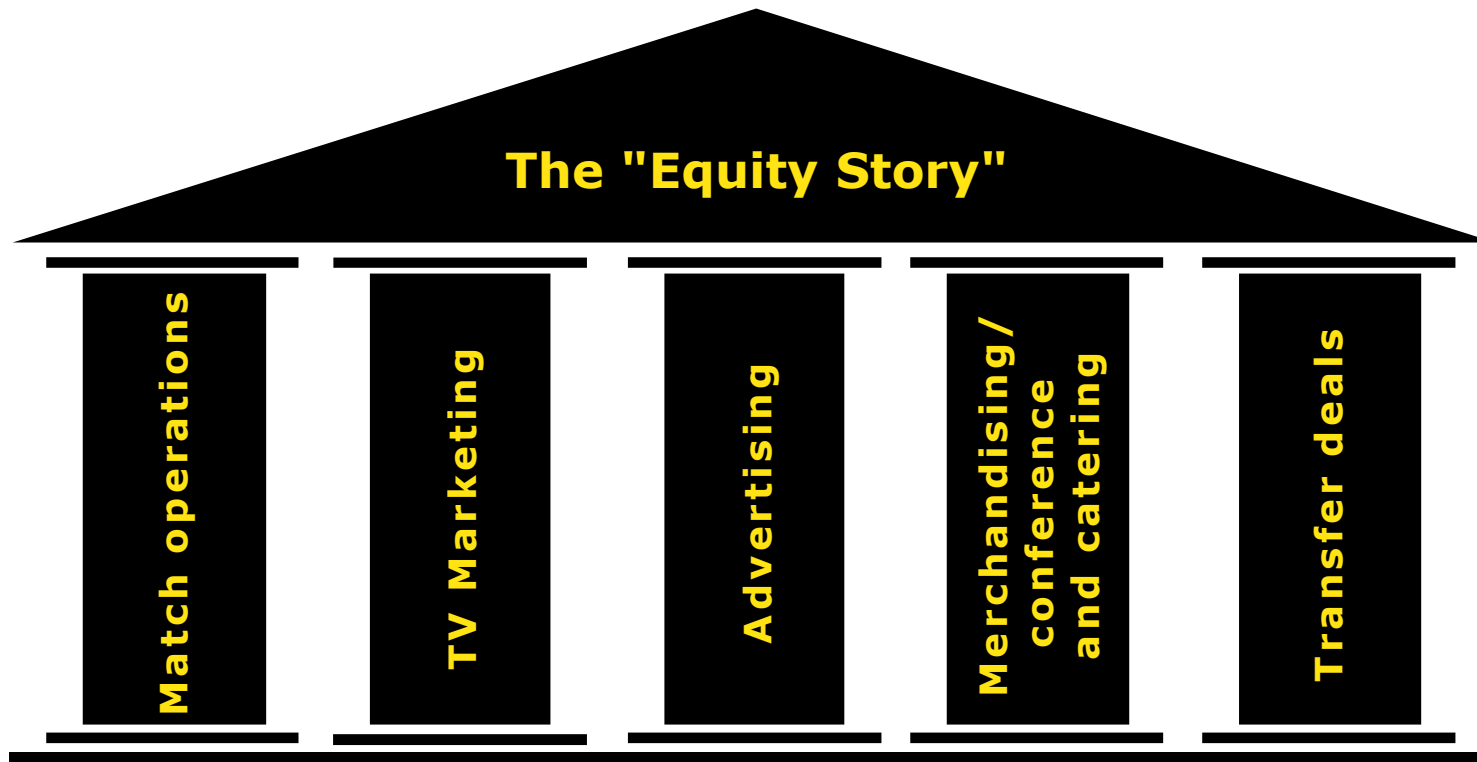 The "Equity Story"
Match operations
TV Marketing
Advertising
Merchandising/
conference
and catering
Transfer deals